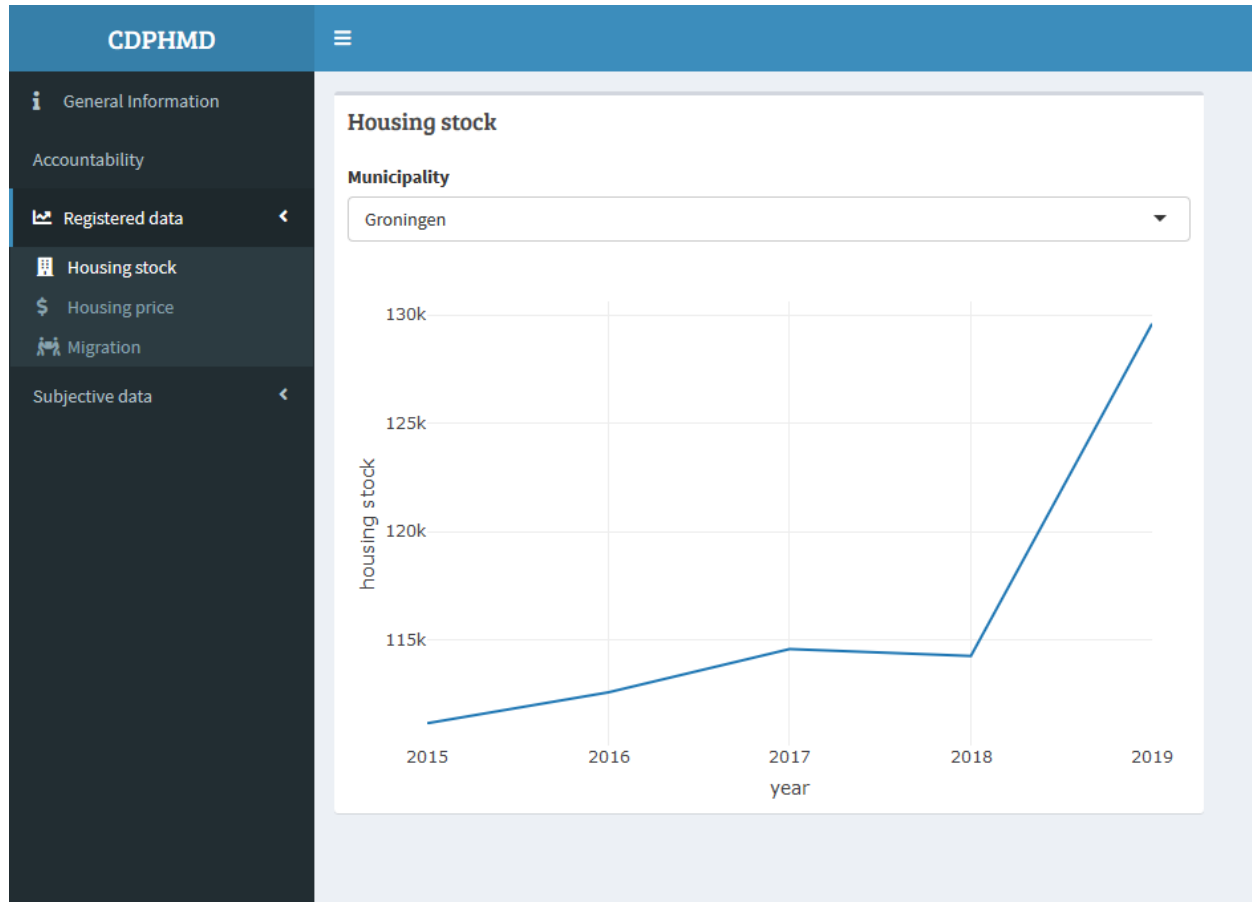 CDPHMD
General Information
Accountability
Registered data
Housing stock
Housing price
Migration
Subjective data
Housing stock
Municipality
Groningen
130k
125k
120k
115k
housing stock
2015 2016 2017 2018 2019
year